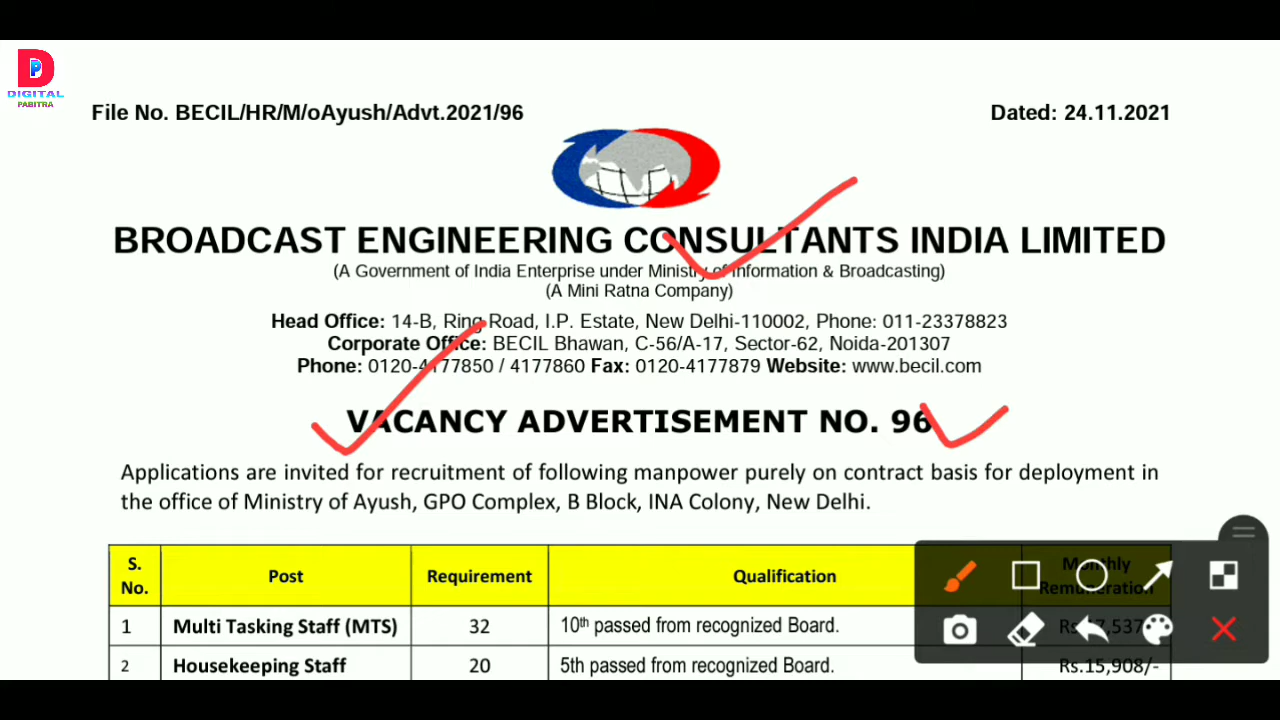 DP
DIGITAL
PABITRA
File No. BECIL/HR/M/oAyush/Advt.2021/96 Dated: 24.11.2021
BROADCAST ENGINEERING CONSULTANTS INDIA LIMITED
(A Government of India Enterprise under Ministry of Information & Broadcasting)
(A Mini Ratna Company)
Head Office: 14-B, Ring Road, I.P. Estate, New Delhi-110002, Phone: 011-23378823
Corporate Office: BECIL Bhawan, C-56/A-17, Sector-62, Noida-201307
Phone: 0120-4177850 / 4177860 Fax: 0120-4177879 Website: www.becil.com
VACANCY ADVERTISEMENT NO. 96
Applications are invited for recruitment of following manpower purely on contract basis for deployment in
the office of Ministry of Ayush, GPO Complex, B Block, INA Colony, New Delhi.
S. No. Post Requirement Qualification Monthly Remuneration
1 Multi Tasking Staff (MTS) 32 10th passed from recognized Board.
2 Housekeeping Staff 20 5th passed from recognized Board. Rs.15,908/-